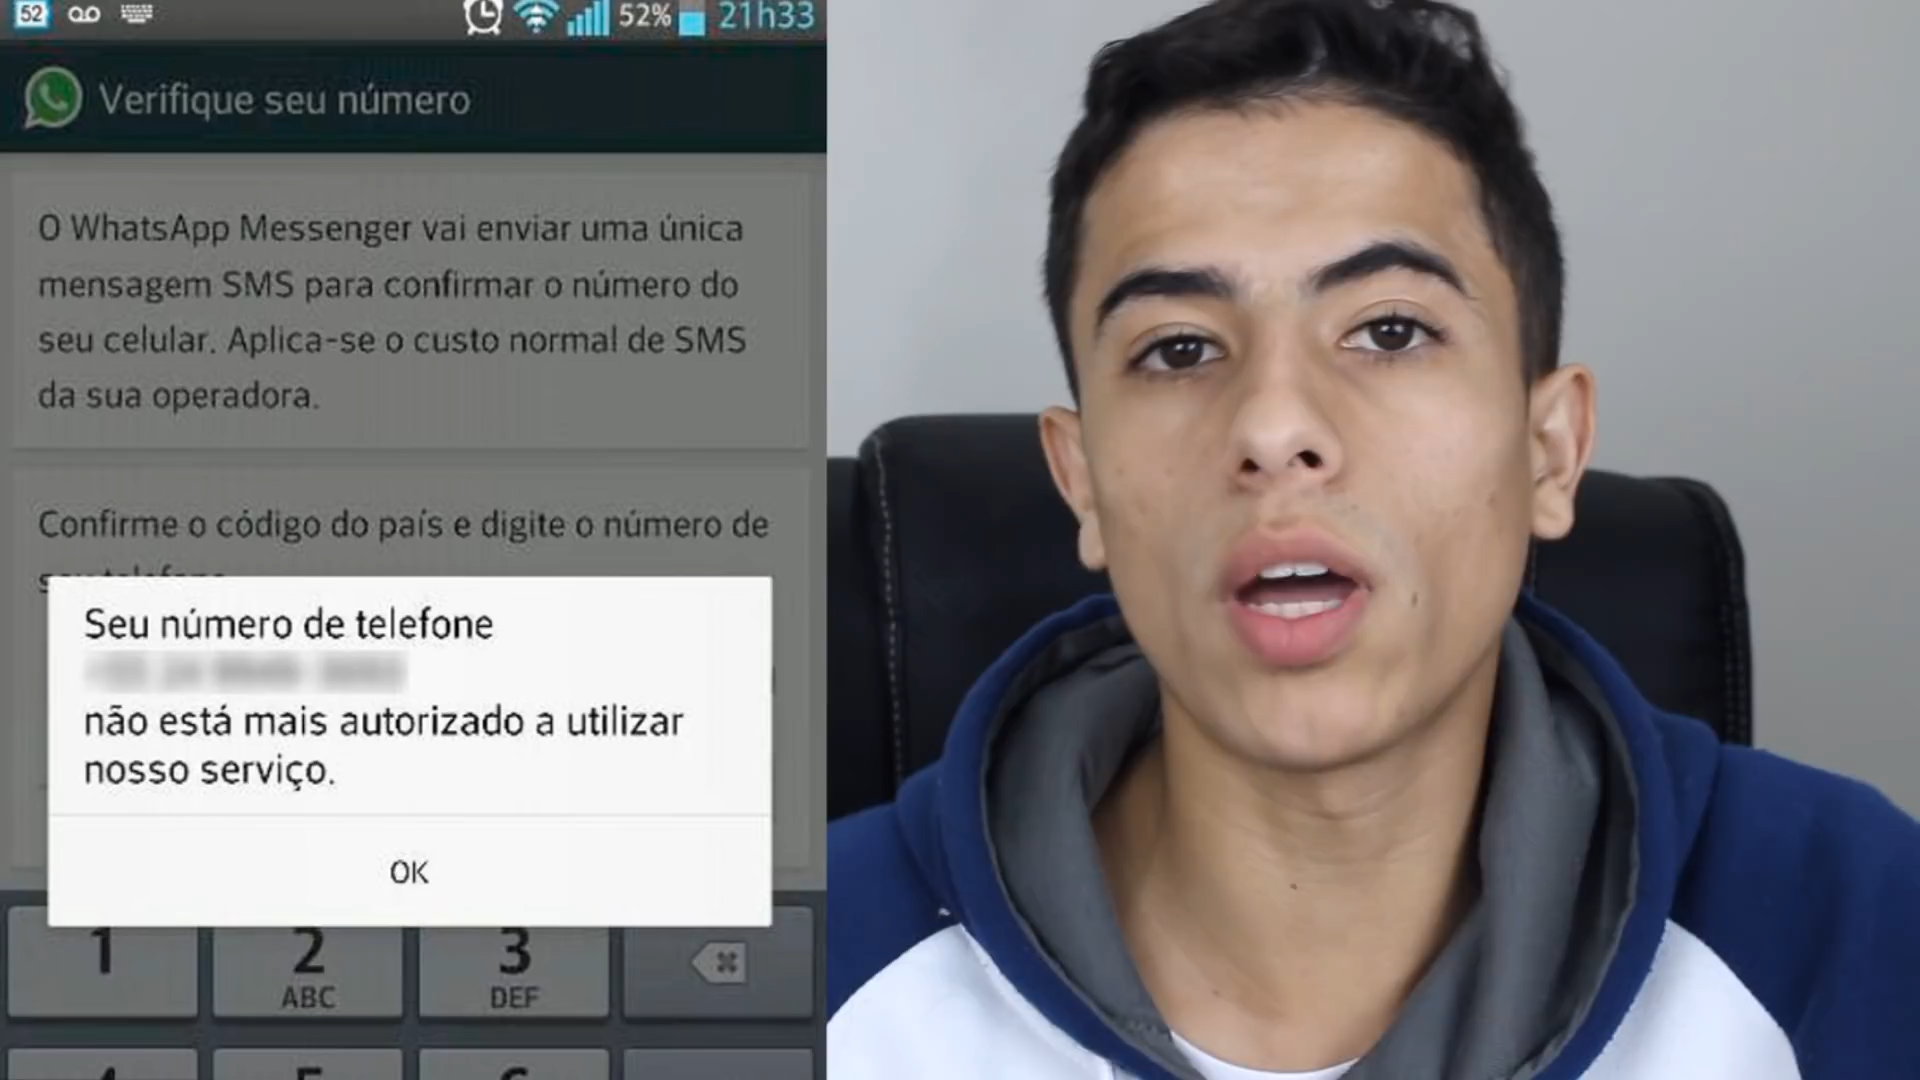 52
52%
21h33
Verifique seu número
O WhatsApp Messenger vai enviar uma única
mensagem SMS para confirmar o número do
seu celular. Aplica-se o custo normal de SMS
da sua operadora.
Confirme o código do país e digite o número de
Seu número de telefone
não está mais autorizado a utilizar
nosso serviço.
OK
1
2
3
ABC
DEF